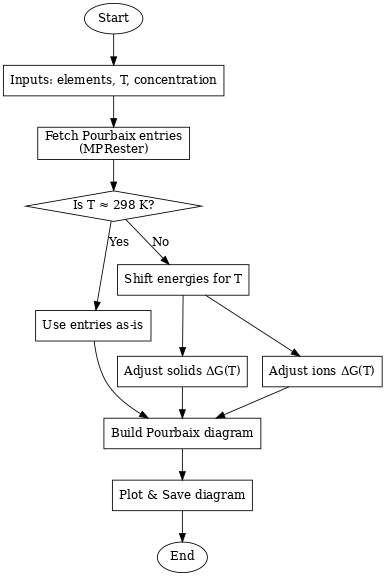 Start
Inputs: elements, T, concentration
Fetch Pourbaix entries
(MPRester)
Is T ≈ 298 K?
Yes
No
Shift energies for T
Use entries as-is
Adjust solids ΔG(T)
Adjust ions ΔG(T)
Build Pourbaix diagram
Plot & Save diagram
End